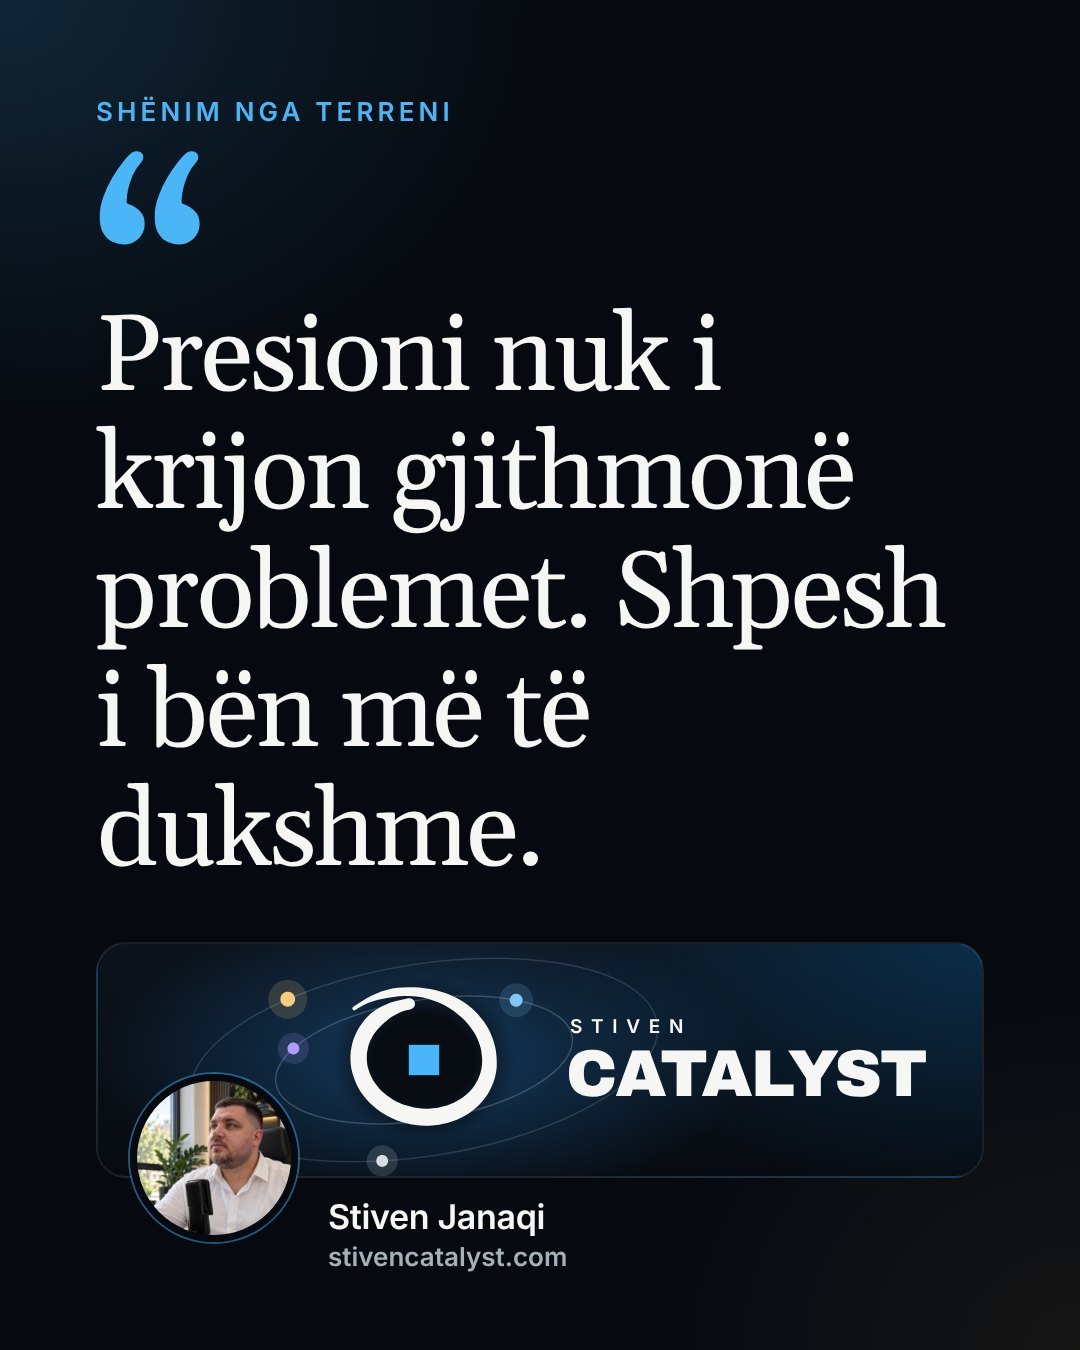 SHËNIM NGA TERRENI
“
Presioni nuk i
krijon gjithmonë
problemet. Shpesh
i bën më të
dukshme.
STIVEN
CATALYST
Stiven Janaqi
stivencatalyst.com